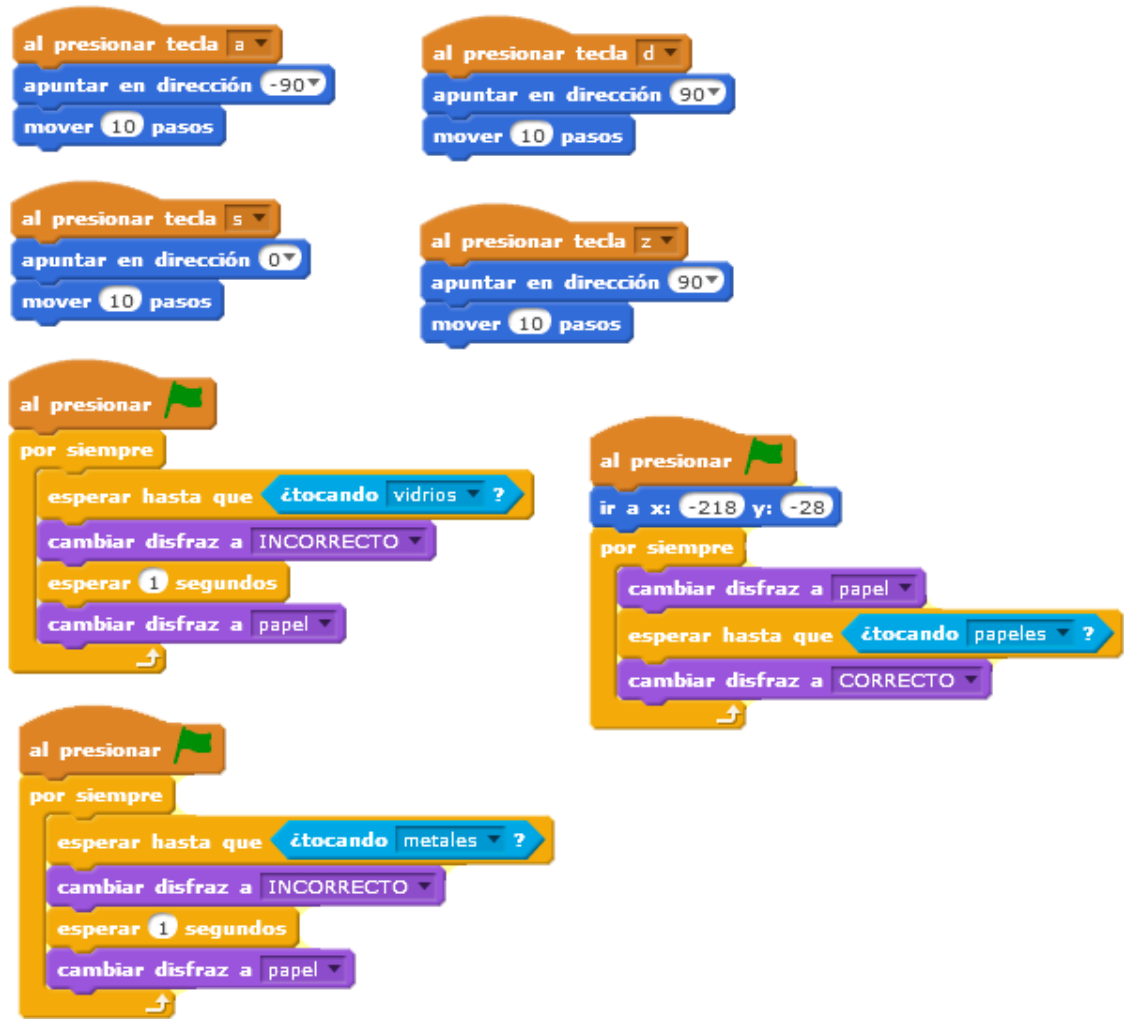 al presionar tecla a
apuntar en dirección -90
mover 10 pasos
al presionar tecla d
apuntar en dirección 90
mover 10 pasos
al presionar tecla s
apuntar en dirección 0
mover 10 pasos
al presionar tecla z
apuntar en dirección 90
mover 10 pasos
al presionar
por siempre
esperar hasta que ¿tocando vidrios ?
cambiar disfraz a INCORRECTO
esperar 1 segundos
cambiar disfraz a papel
al presionar
ir a x: -218 y: -28
por siempre
cambiar disfraz a papel
esperar hasta que ¿tocando papeles ?
cambiar disfraz a CORRECTO
al presionar
por siempre
esperar hasta que ¿tocando metales ?
cambiar disfraz a INCORRECTO
esperar 1 segundos
cambiar disfraz a papel